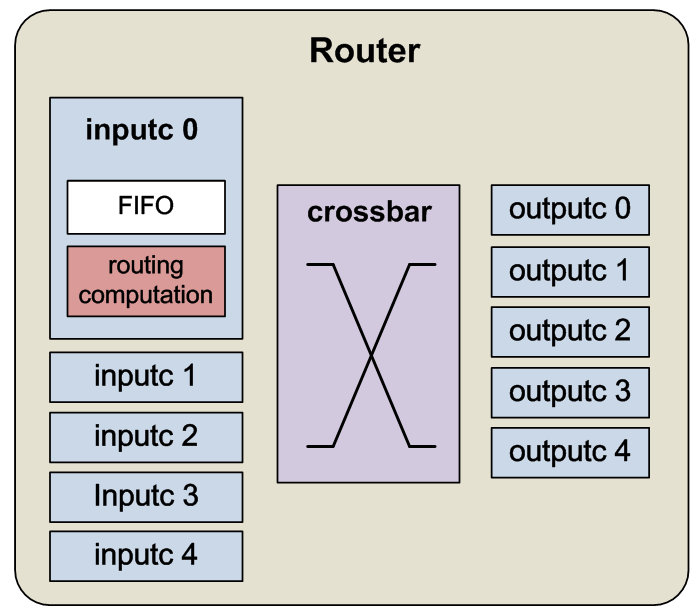 Router
inputc 0
FIFO
routing
computation
inputc 1
inputc 2
Inputc 3
inputc 4
crossbar
outputc 0
outputc 1
outputc 2
outputc 3
outputc 4